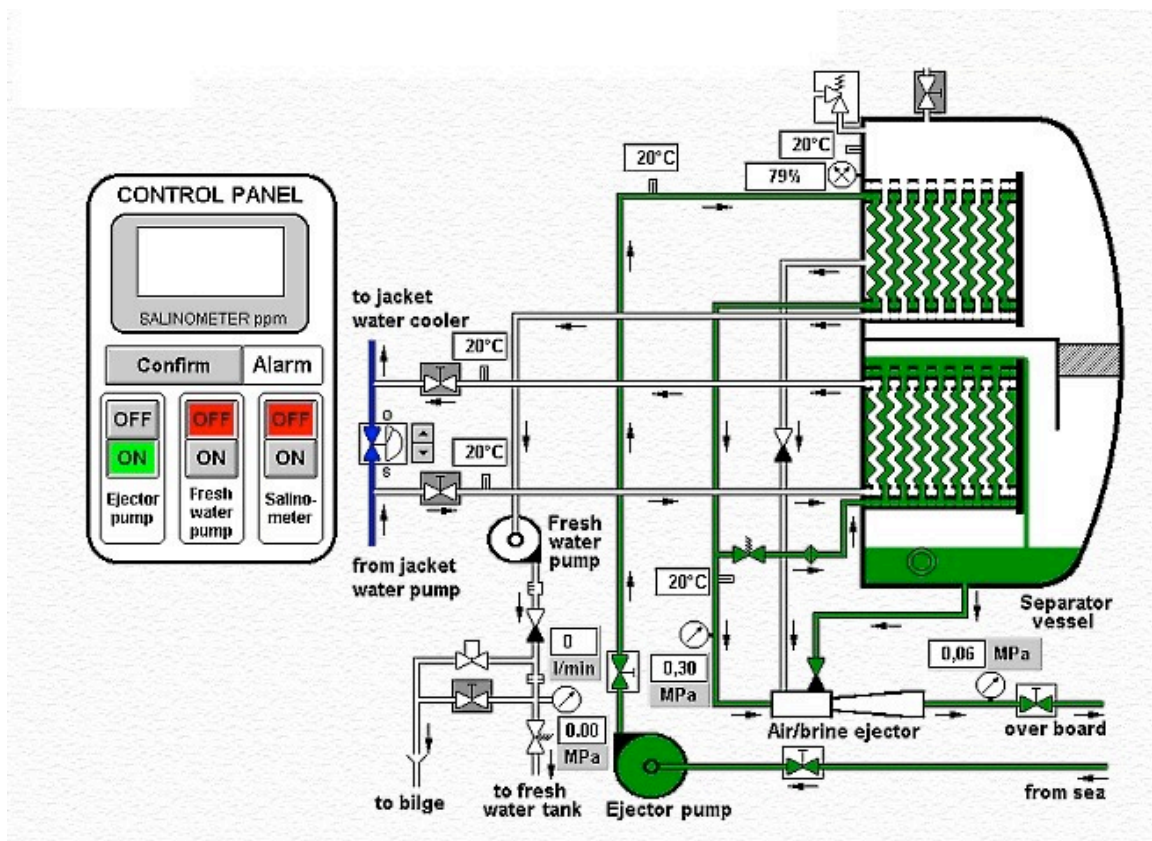 CONTROL PANEL
SALINOMETER ppm
Confirm
Alarm
OFF
ON
Ejector
pump
OFF
ON
Fresh
water
pump
OFF
ON
Salino-
meter
to jacket
water cooler
20°C
O
S
20°C
from jacket
water pump
20°C
20°C
79%
Fresh
water
pump
20°C
0
l/min
0,30
MPa
0.00
MPa
to bilge
to fresh
water tank
Ejector pump
Air/brine ejector
Separator
vessel
0,06 MPa
over board
from sea